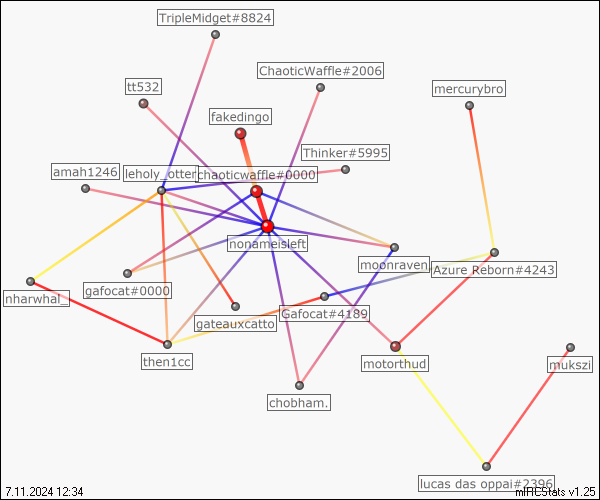 TripleMidget#8824
ChaoticWaffle#2006
tt532
mercurybro
fakedingo
Thinker#5995
amah1246
leholy_otter
chaoticwaffle#0000
nonameisleft
moonraven
Azure Reborn#4243
gafocat#0000
nharwhal_
Gafocat#4189
gateauxcatto
then1cc
motorthud
mukszi
chobham.
lucas das oppai#2396
7.11.2024 12:34
mIRCStats v1.25